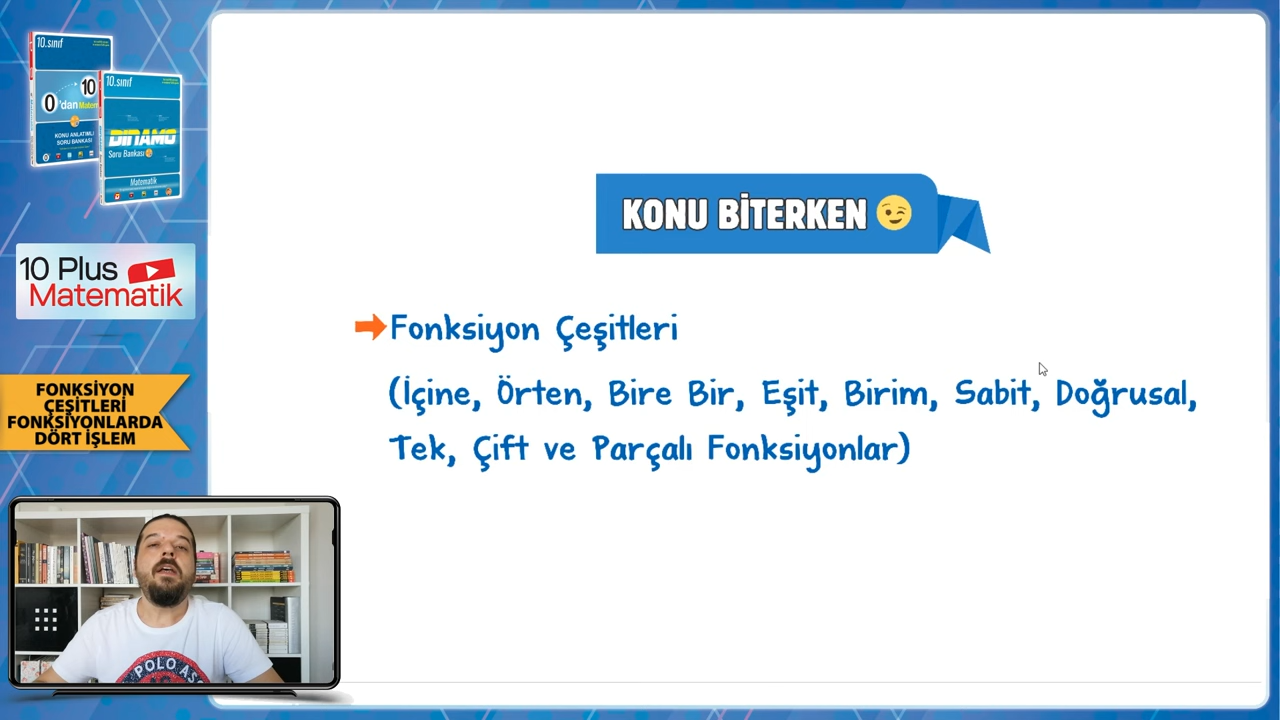 10.sınıf
10
0'dan
KONU ANLATIMLI
SORU BANKASI
10.sınıf
DİNAMO
Soru Bankası
Matematik
10 Plus
Matematik
FONKSİYON
ÇEŞİTLERİ
FONKSİYONLARDA
DÖRT İŞLEM
KONU BİTERKEN
Fonksiyon Çeşitleri
(İçine, Örten, Bire Bir, Eşit, Birim, Sabit, Doğrusal,
Tek, Çift ve Parçalı Fonksiyonlar)
POLO ASS